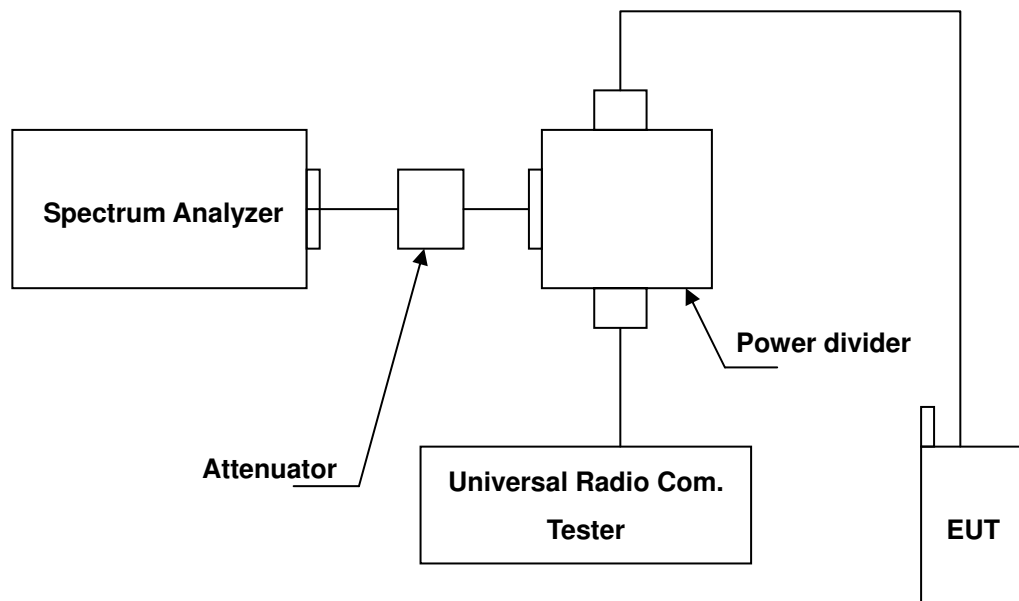 Spectrum Analyzer
Power divider
Attenuator
Universal Radio Com.
Tester
EUT